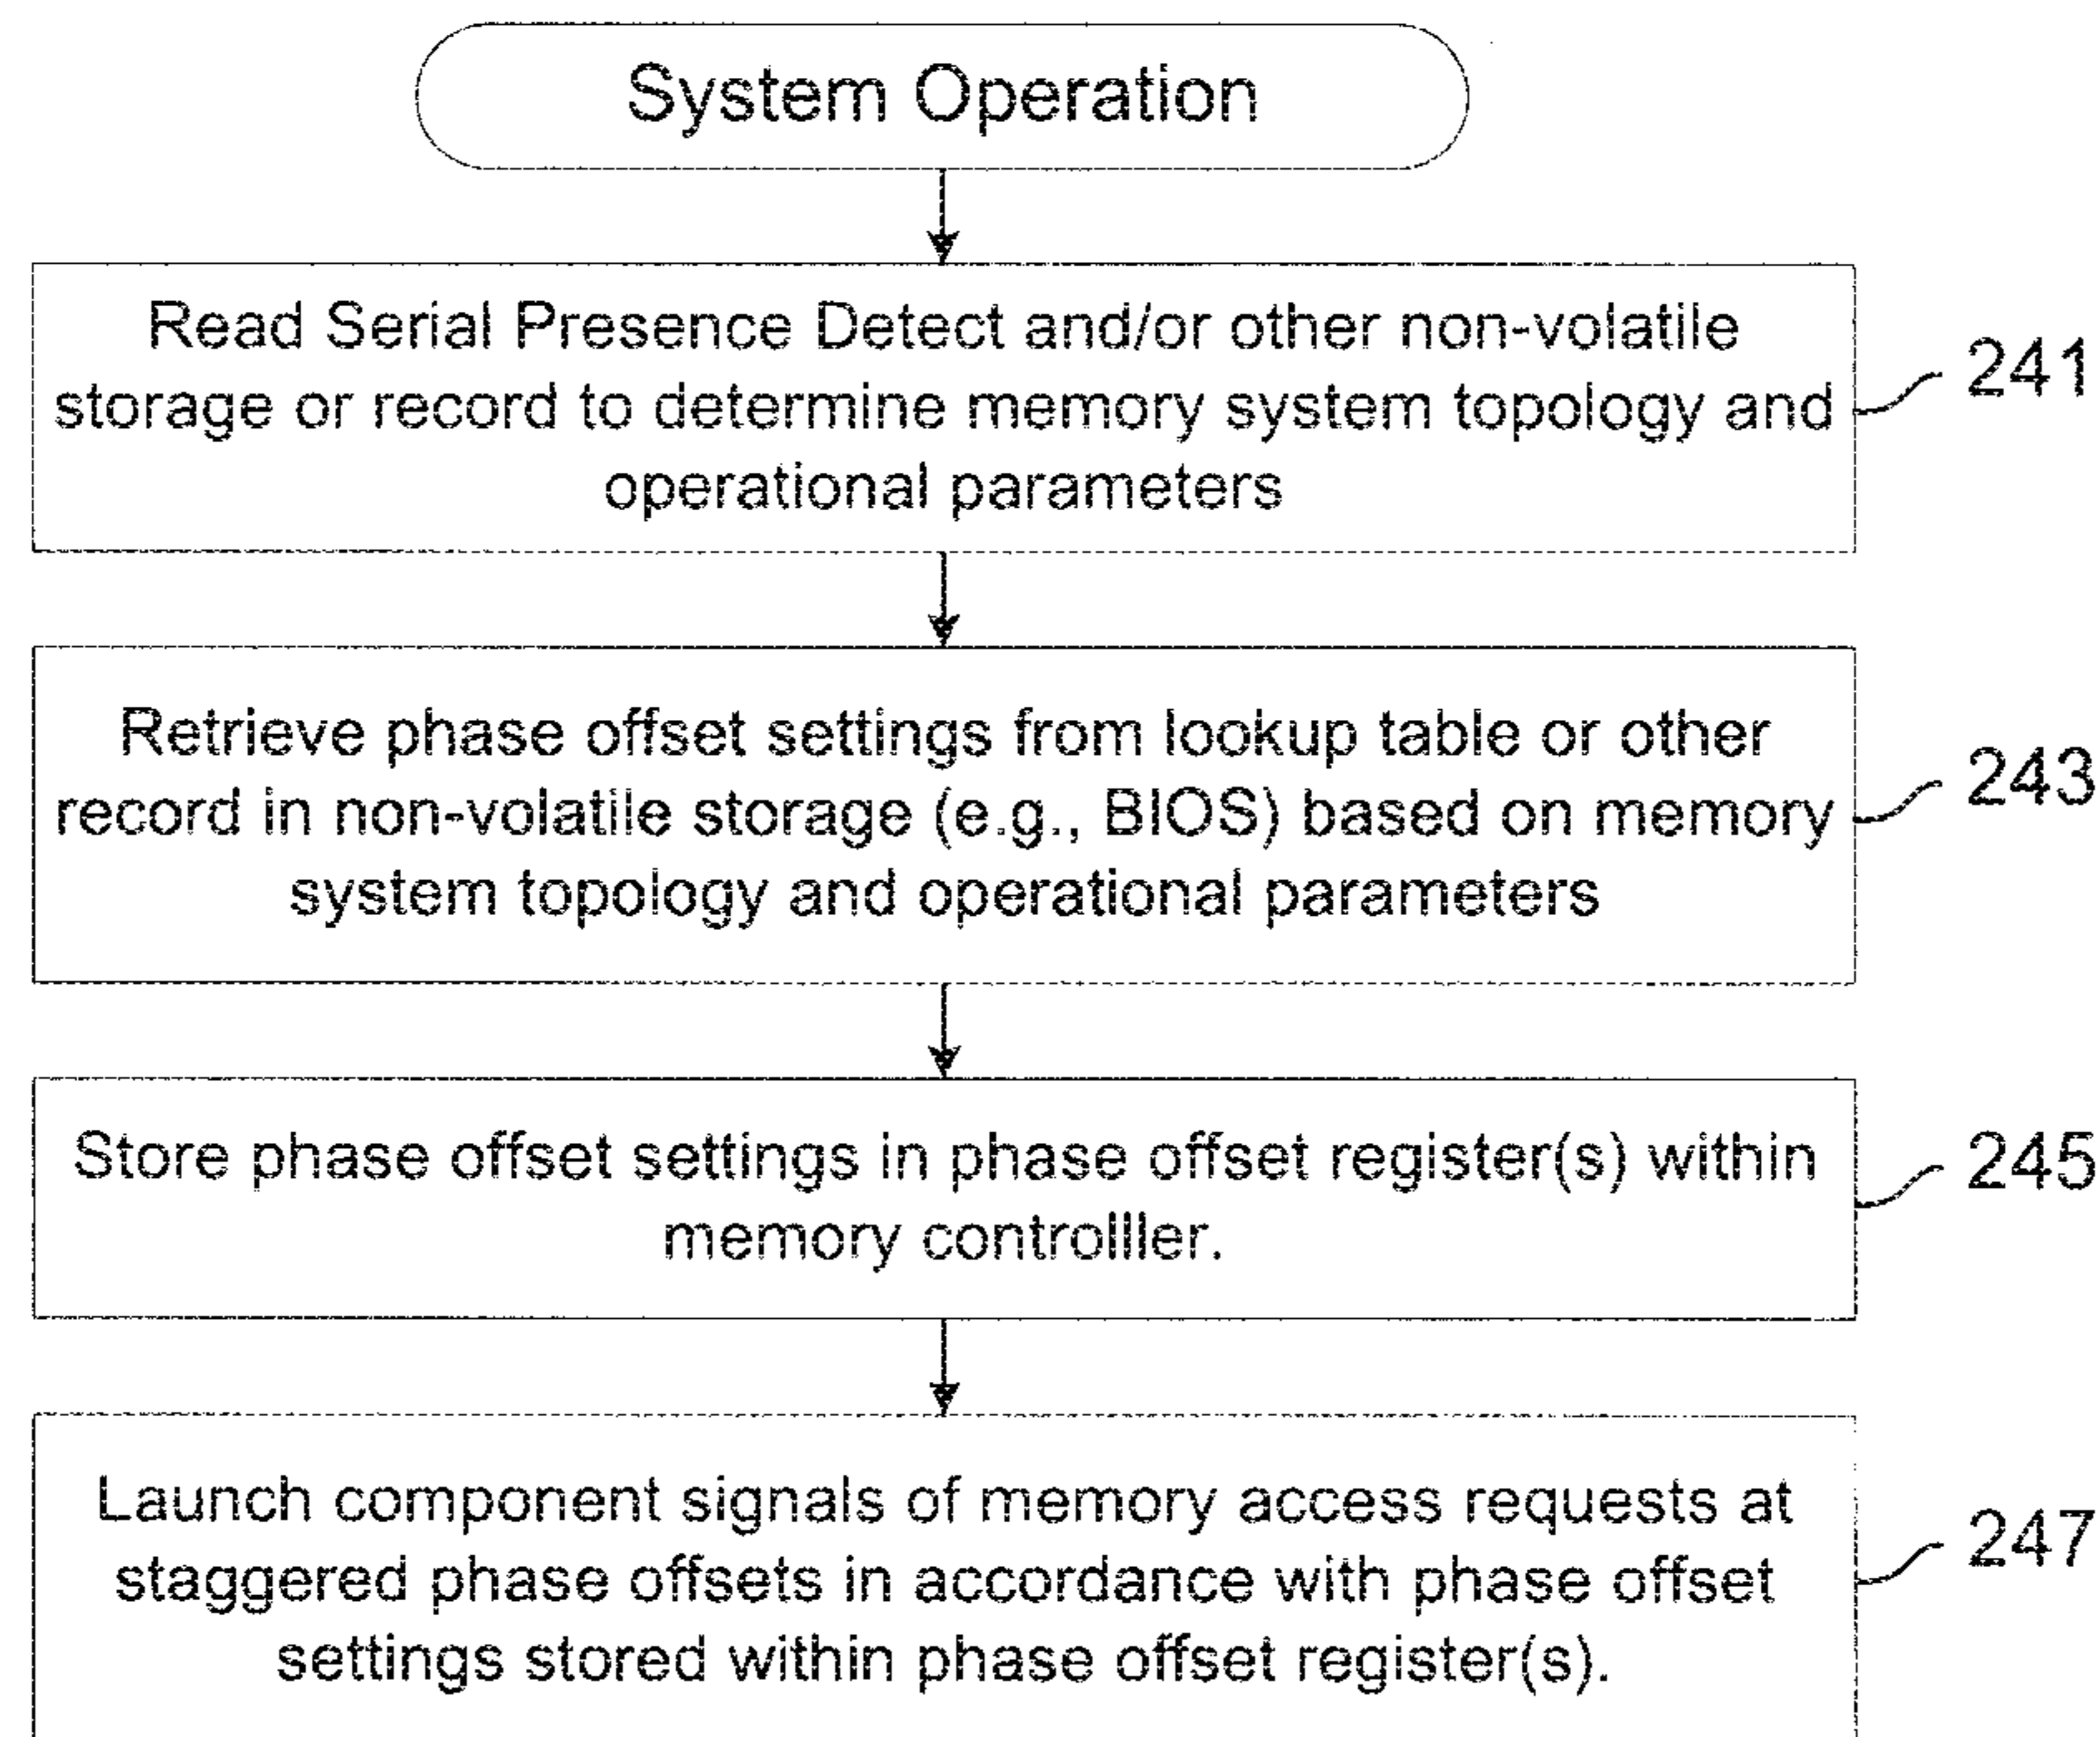 System Operation
Read Serial Presence Detect and/or other non-volatile
storage or record to determine memory system topology and
operational parameters
241
Retrieve phase offset settings from lookup table or other
record in non-volatile storage (e.g., BIOS) based on memory
system topology and operational parameters
243
Store phase offset settings in phase offset register(s) within
memory controlller.
245
Launch component signals of memory access requests at
staggered phase offsets in accordance with phase offset
settings stored within phase offset register(s).
247